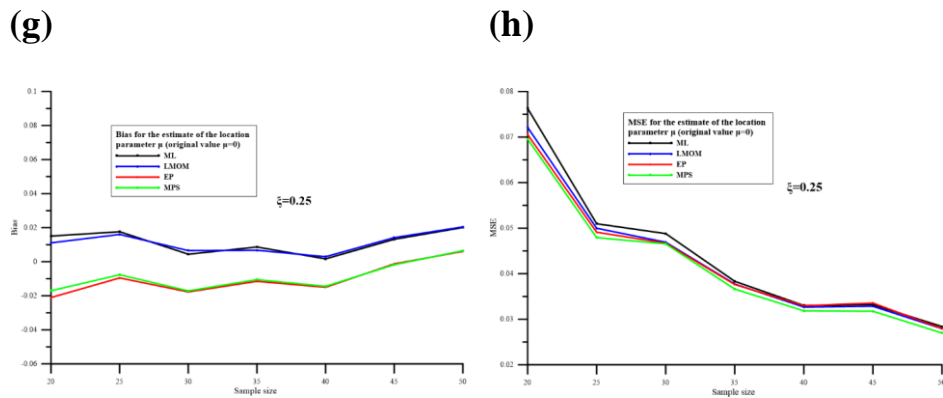 (g)
0.1
0.08
0.06
0.04
0.02
0
-0.02
-0.04
-0.06
Bias
Bias for the estimate of the location
parameter μ (original value μ=0)
ML
LMOM
EP
MPS
ξ=0.25
20 25 30 35 40 45 50
Sample size
(h)
0.08
0.07
0.06
0.05
0.04
0.03
0.02
MSE
MSE for the estimate of the location
parameter μ (original value μ=0)
ML
LMOM
EP
MPS
ξ=0.25
20 25 30 35 40 45 50
Sample size